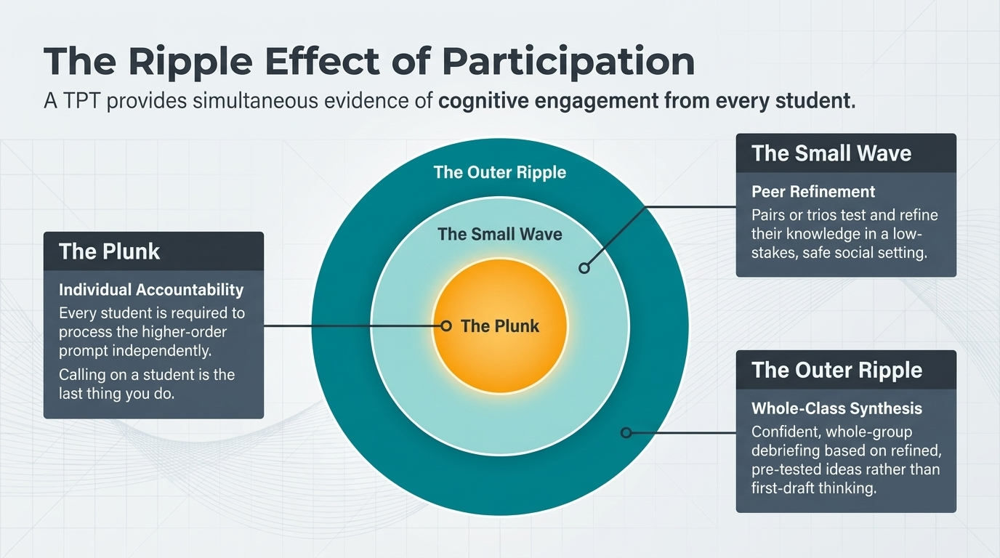 The Ripple Effect of Participation
A TPT provides simultaneous evidence of cognitive engagement from every student.
The Plunk
Individual Accountability
Every student is required to
process the higher-order
prompt independently.
Calling on a student is the
last thing you do.
The Outer Ripple
The Small Wave
The Plunk
The Small Wave
Peer Refinement
Pairs or trios test and refine
their knowledge in a low-
stakes, safe social setting.
The Outer Ripple
Whole-Class Synthesis
Confident, whole-group
debriefing based on refined,
pre-tested ideas rather than
first-draft thinking.